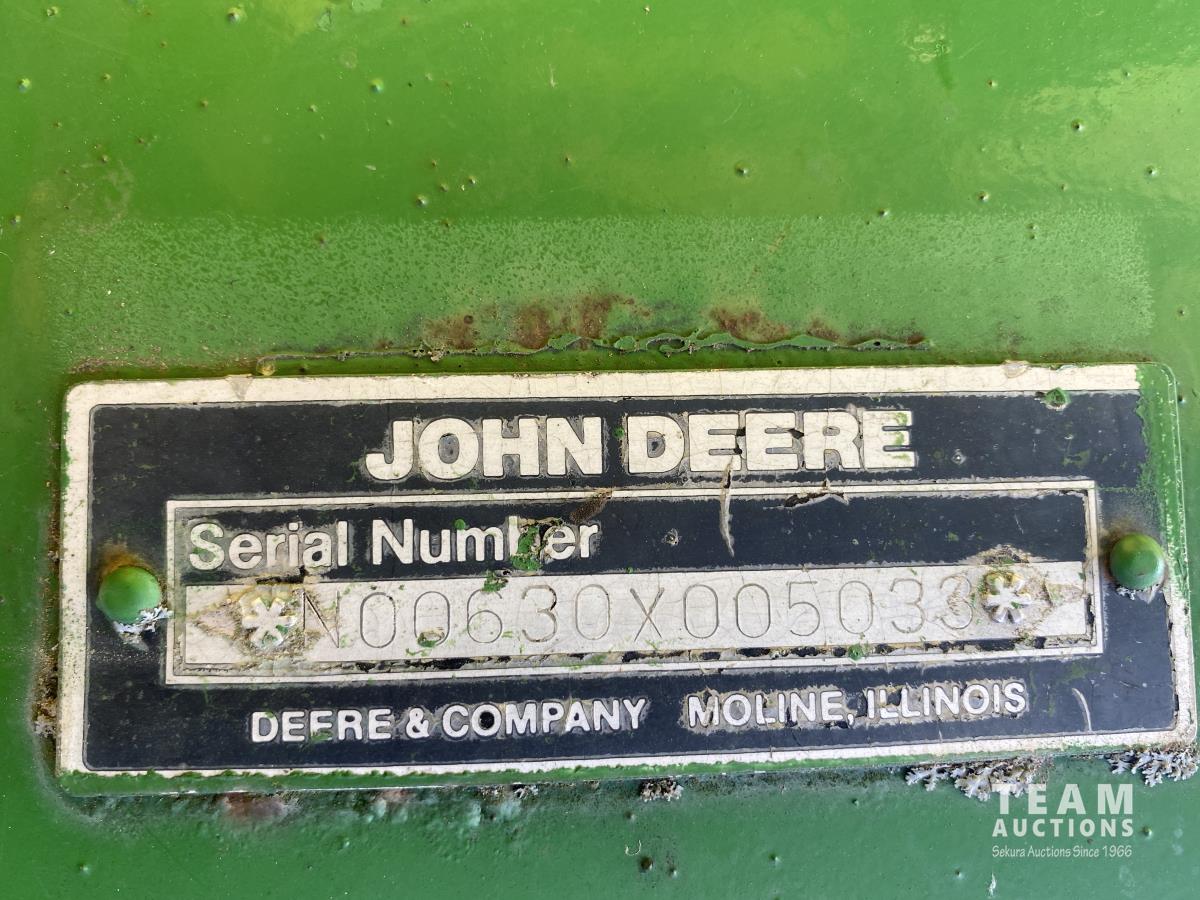 JOHN DEERE
Serial Number
*N00630X005033*
DEERE & COMPANY MOLINE, ILLINOIS
TEAM
AUCTIONS
Sekura Auctions Since 1966